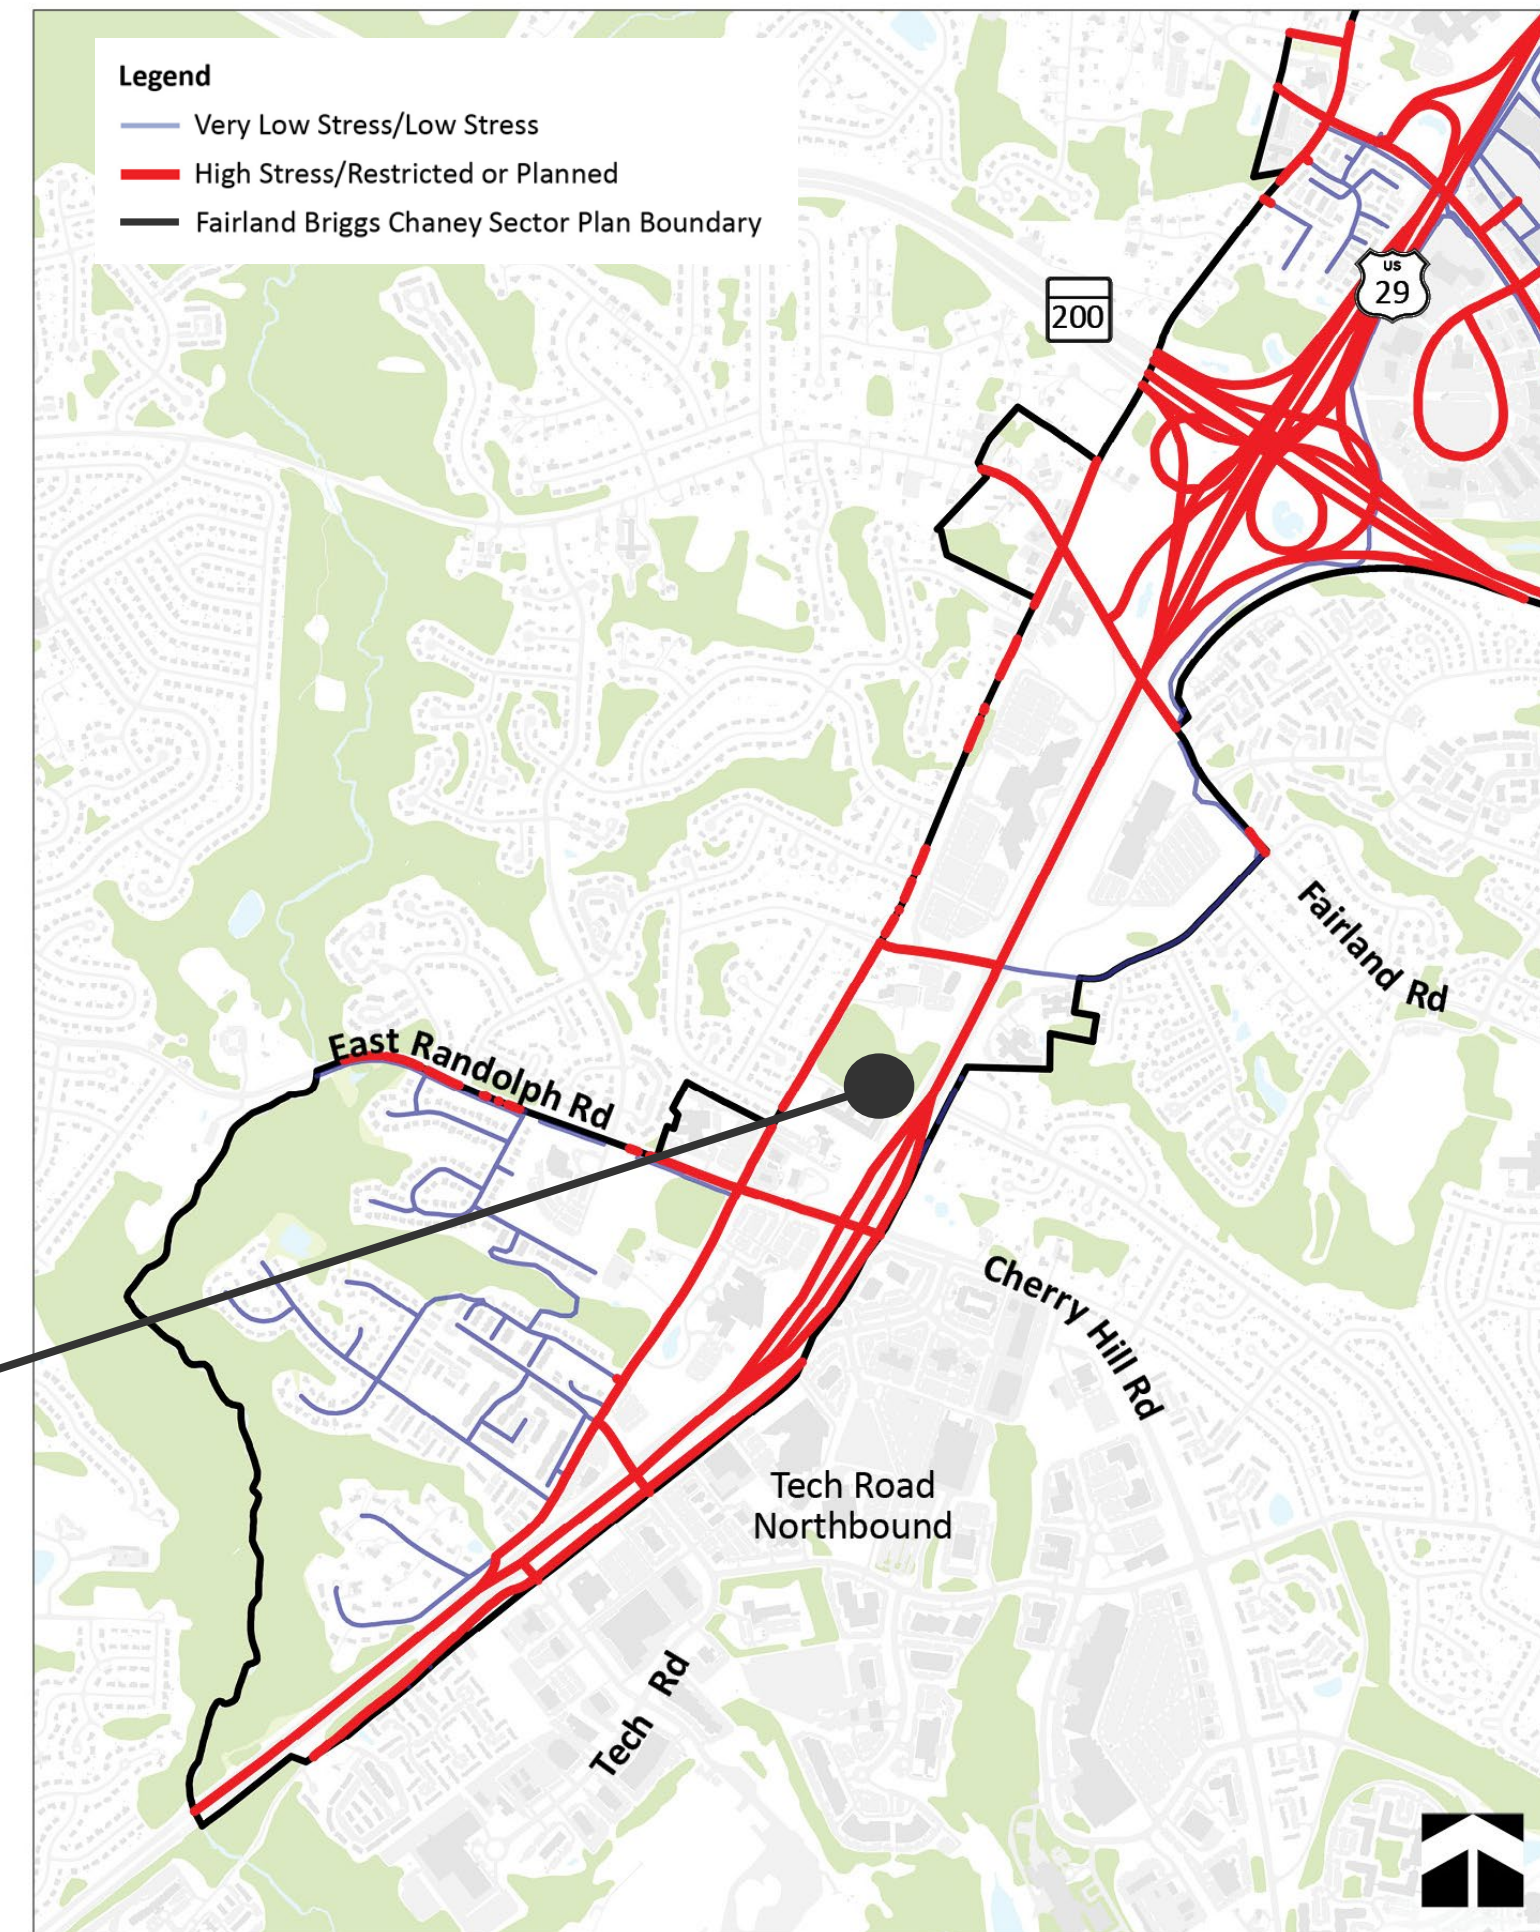 Legend
Very Low Stress/Low Stress
High Stress/Restricted or Planned
Fairland Briggs Chaney Sector Plan Boundary
US
29
200
Fairland Rd
East Randolph Rd
Cherry Hill Rd
Tech Road
Northbound
Tech Rd